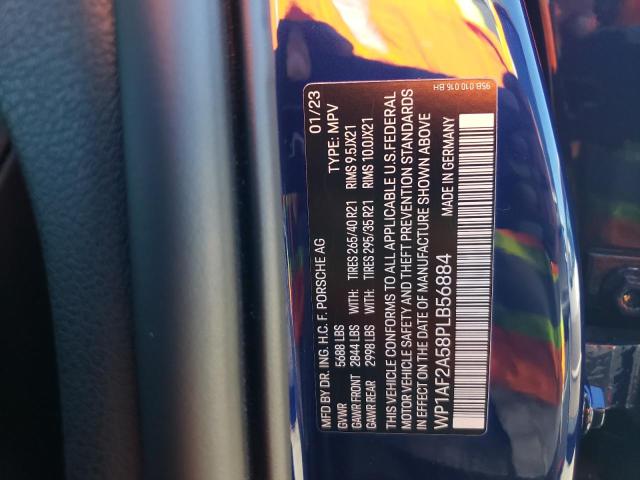 MFD BY DR. ING. H.C. F. PORSCHE AG 01/23
GVWR 5688 LBS TYPE: MPV
GAWR FRONT 2844 LBS WITH: TIRES 265/40 R21 RIMS 9.5JX21
GAWR REAR 2998 LBS WITH: TIRES 295/35 R21 RIMS 10.0JX21
THIS VEHICLE CONFORMS TO ALL APPLICABLE U.S. FEDERAL
MOTOR VEHICLE SAFETY AND THEFT PREVENTION STANDARDS
IN EFFECT ON THE DATE OF MANUFACTURE SHOWN ABOVE
WP1AF2A58PLB56884 MADE IN GERMANY
95B.010.016.BH